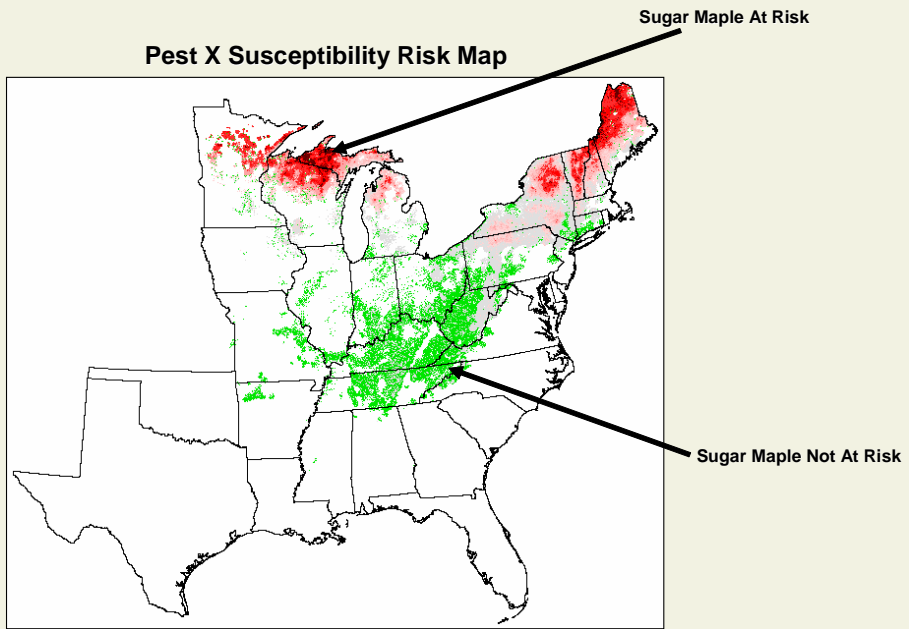 Sugar Maple At Risk
Pest X Susceptibility Risk Map
Sugar Maple Not At Risk